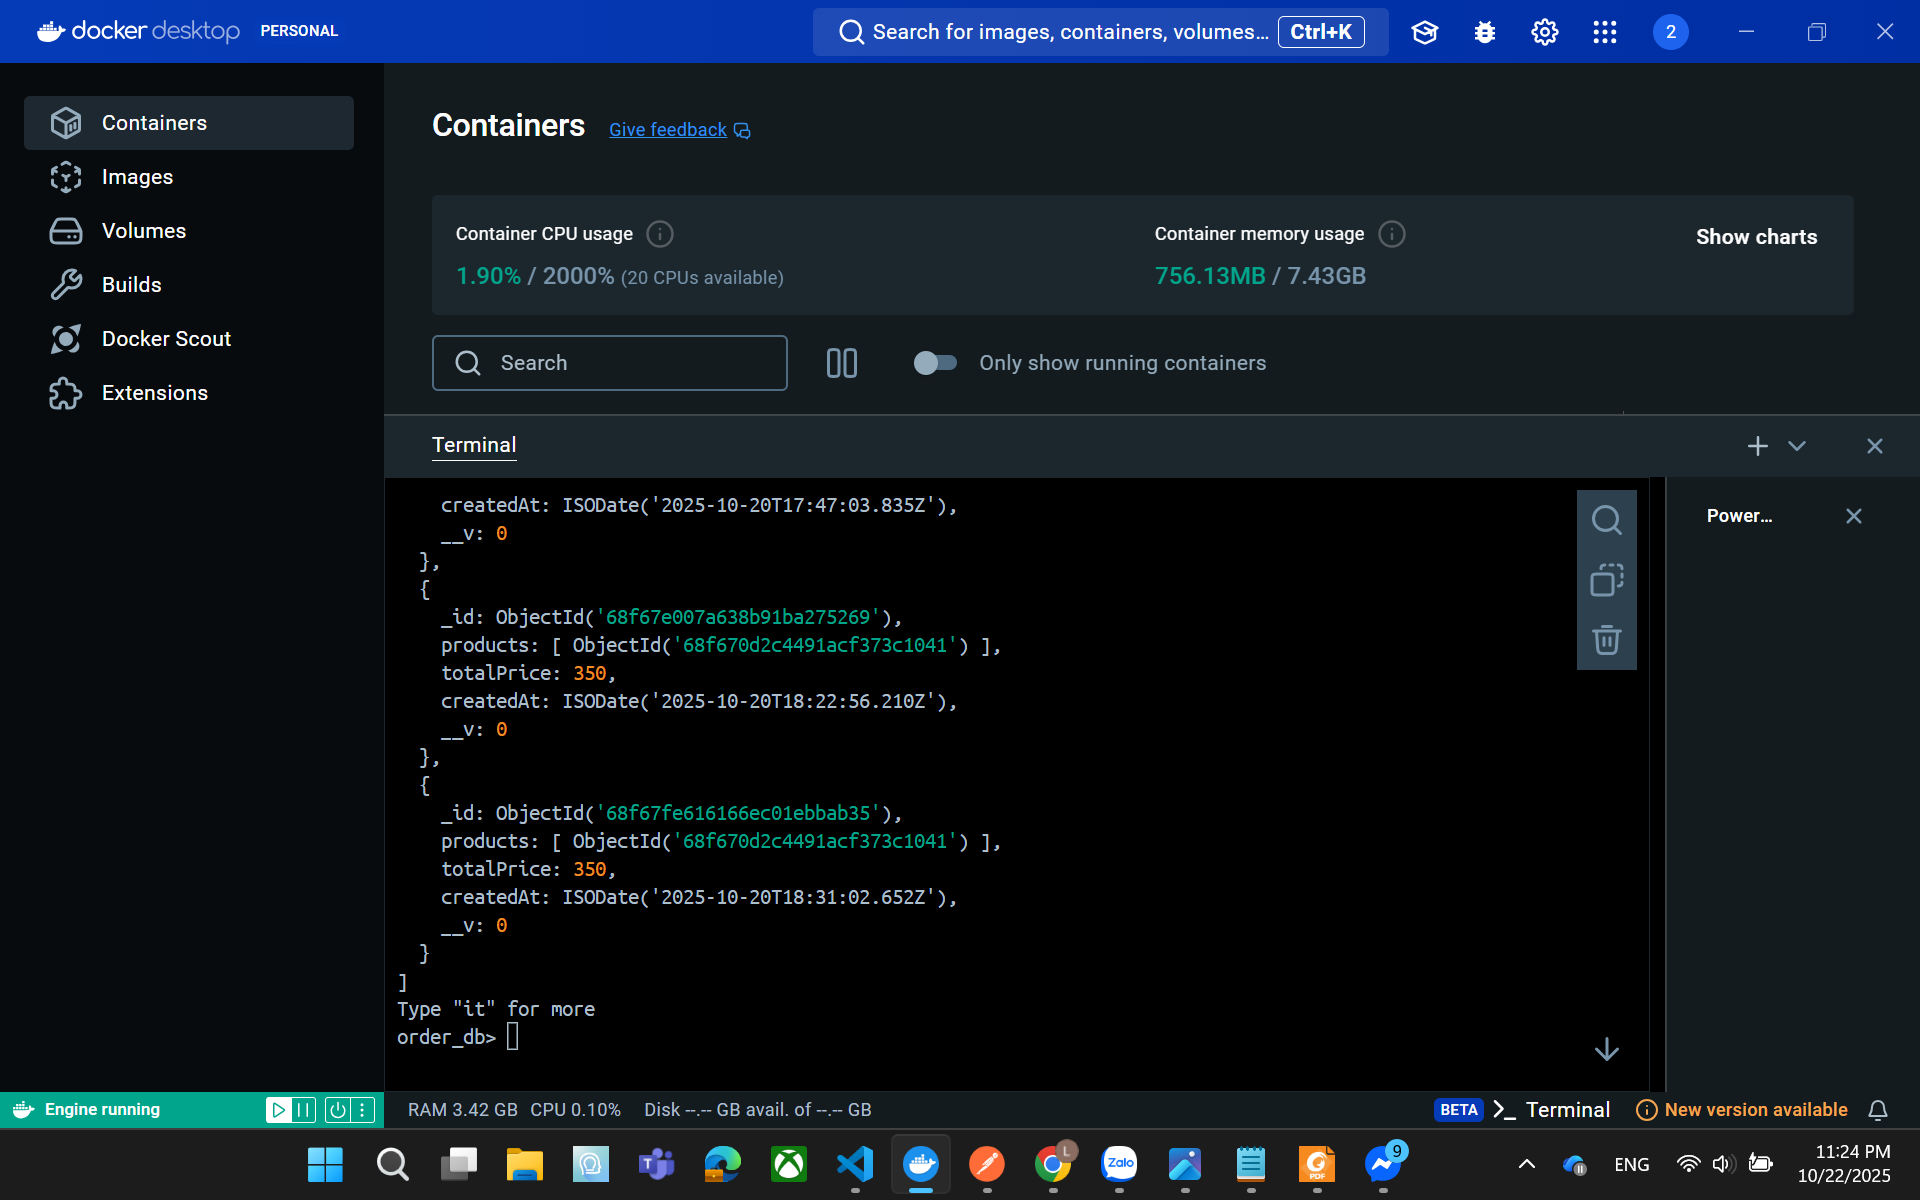 docker desktop PERSONAL
Search for images, containers, volumes... Ctrl+K
2
Containers
Images
Volumes
Builds
Docker Scout
Extensions
Containers Give feedback
Container CPU usage
1.90% / 2000% (20 CPUs available)
Container memory usage
756.13MB / 7.43GB
Show charts
Search
Only show running containers
Terminal
createdAt: ISODate('2025-10-20T17:47:03.835Z'),
__v: 0
},
{
_id: ObjectId('68f67e007a638b91ba275269'),
products: [ ObjectId('68f670d2c4491acf373c1041') ],
totalPrice: 350,
createdAt: ISODate('2025-10-20T18:22:56.210Z'),
__v: 0
},
{
_id: ObjectId('68f67fe616166ec01ebbab35'),
products: [ ObjectId('68f670d2c4491acf373c1041') ],
totalPrice: 350,
createdAt: ISODate('2025-10-20T18:31:02.652Z'),
__v: 0
}
]
Type "it" for more
order_db>
Power...
Engine running
RAM 3.42 GB CPU 0.10% Disk --.-- GB avail. of --.-- GB
BETA Terminal
New version available
L
Zalo
PDF
9
ENG
11:24 PM
10/22/2025